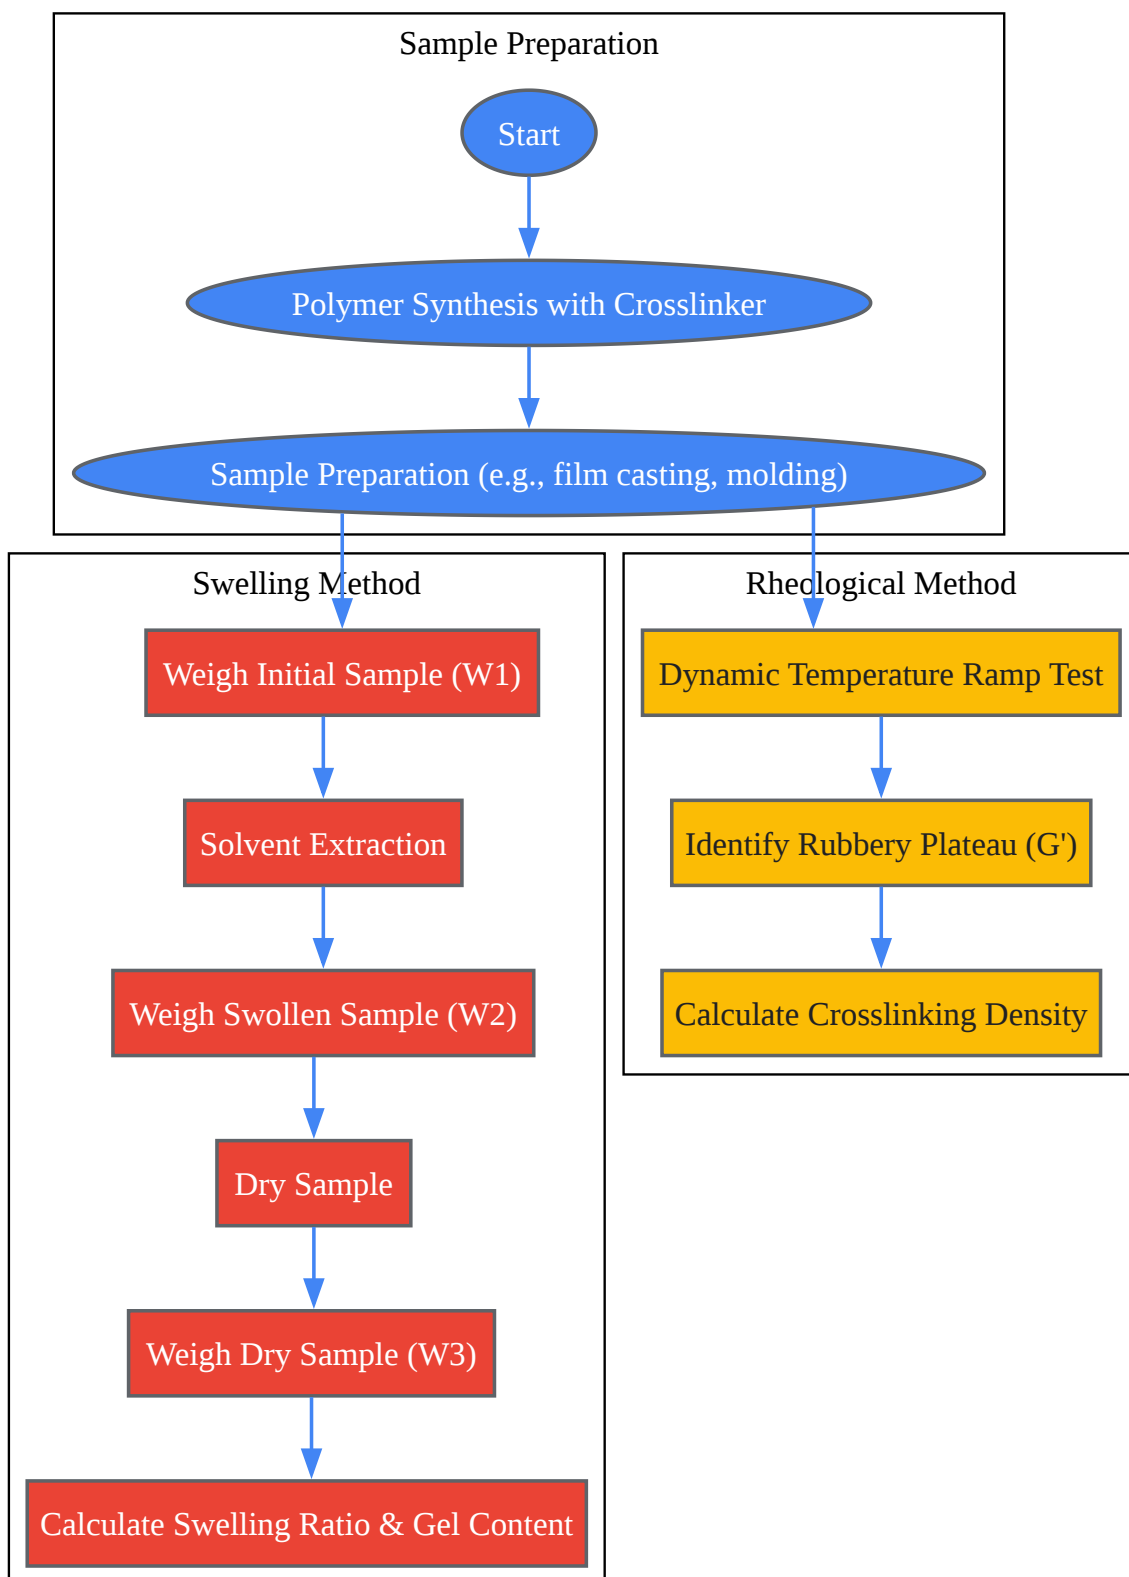 Sample Preparation
Start
Polymer Synthesis with Crosslinker
Sample Preparation (e.g., film casting, molding)
Swelling Method
Weigh Initial Sample (W1)
Solvent Extraction
Weigh Swollen Sample (W2)
Dry Sample
Weigh Dry Sample (W3)
Calculate Swelling Ratio & Gel Content
Rheological Method
Dynamic Temperature Ramp Test
Identify Rubbery Plateau (G')
Calculate Crosslinking Density